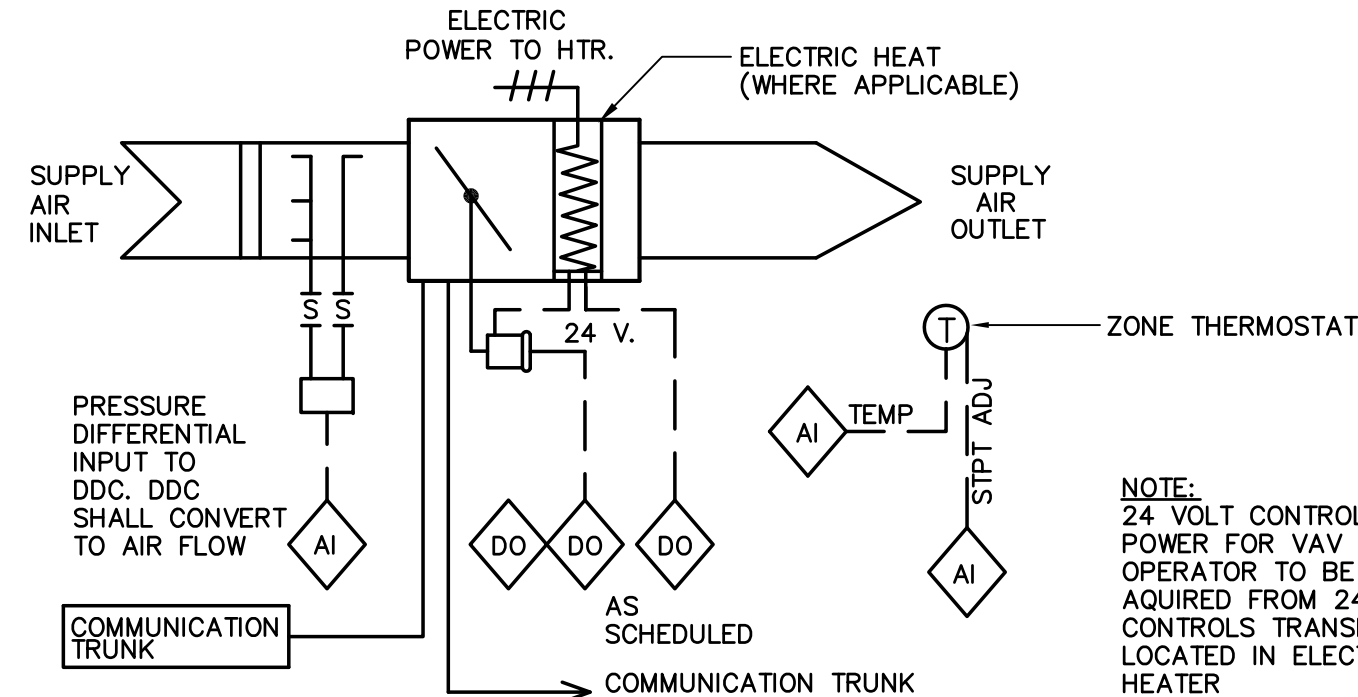 ELECTRIC
POWER TO HTR.
ELECTRIC HEAT
(WHERE APPLICABLE)
SUPPLY
AIR
INLET
SUPPLY
AIR
OUTLET
S S
24 V.
T
ZONE THERMOSTAT
PRESSURE
DIFFERENTIAL
INPUT TO
DDC. DDC
SHALL CONVERT
TO AIR FLOW
AI
DO
DO
DO
AS
SCHEDULED
AI
TEMP
STPT ADJ
AI
COMMUNICATION
TRUNK
COMMUNICATION TRUNK
NOTE:
24 VOLT CONTROL
POWER FOR VAV
OPERATOR TO BE
AQUIRED FROM 24
CONTROLS
LOCATED IN
HEATER